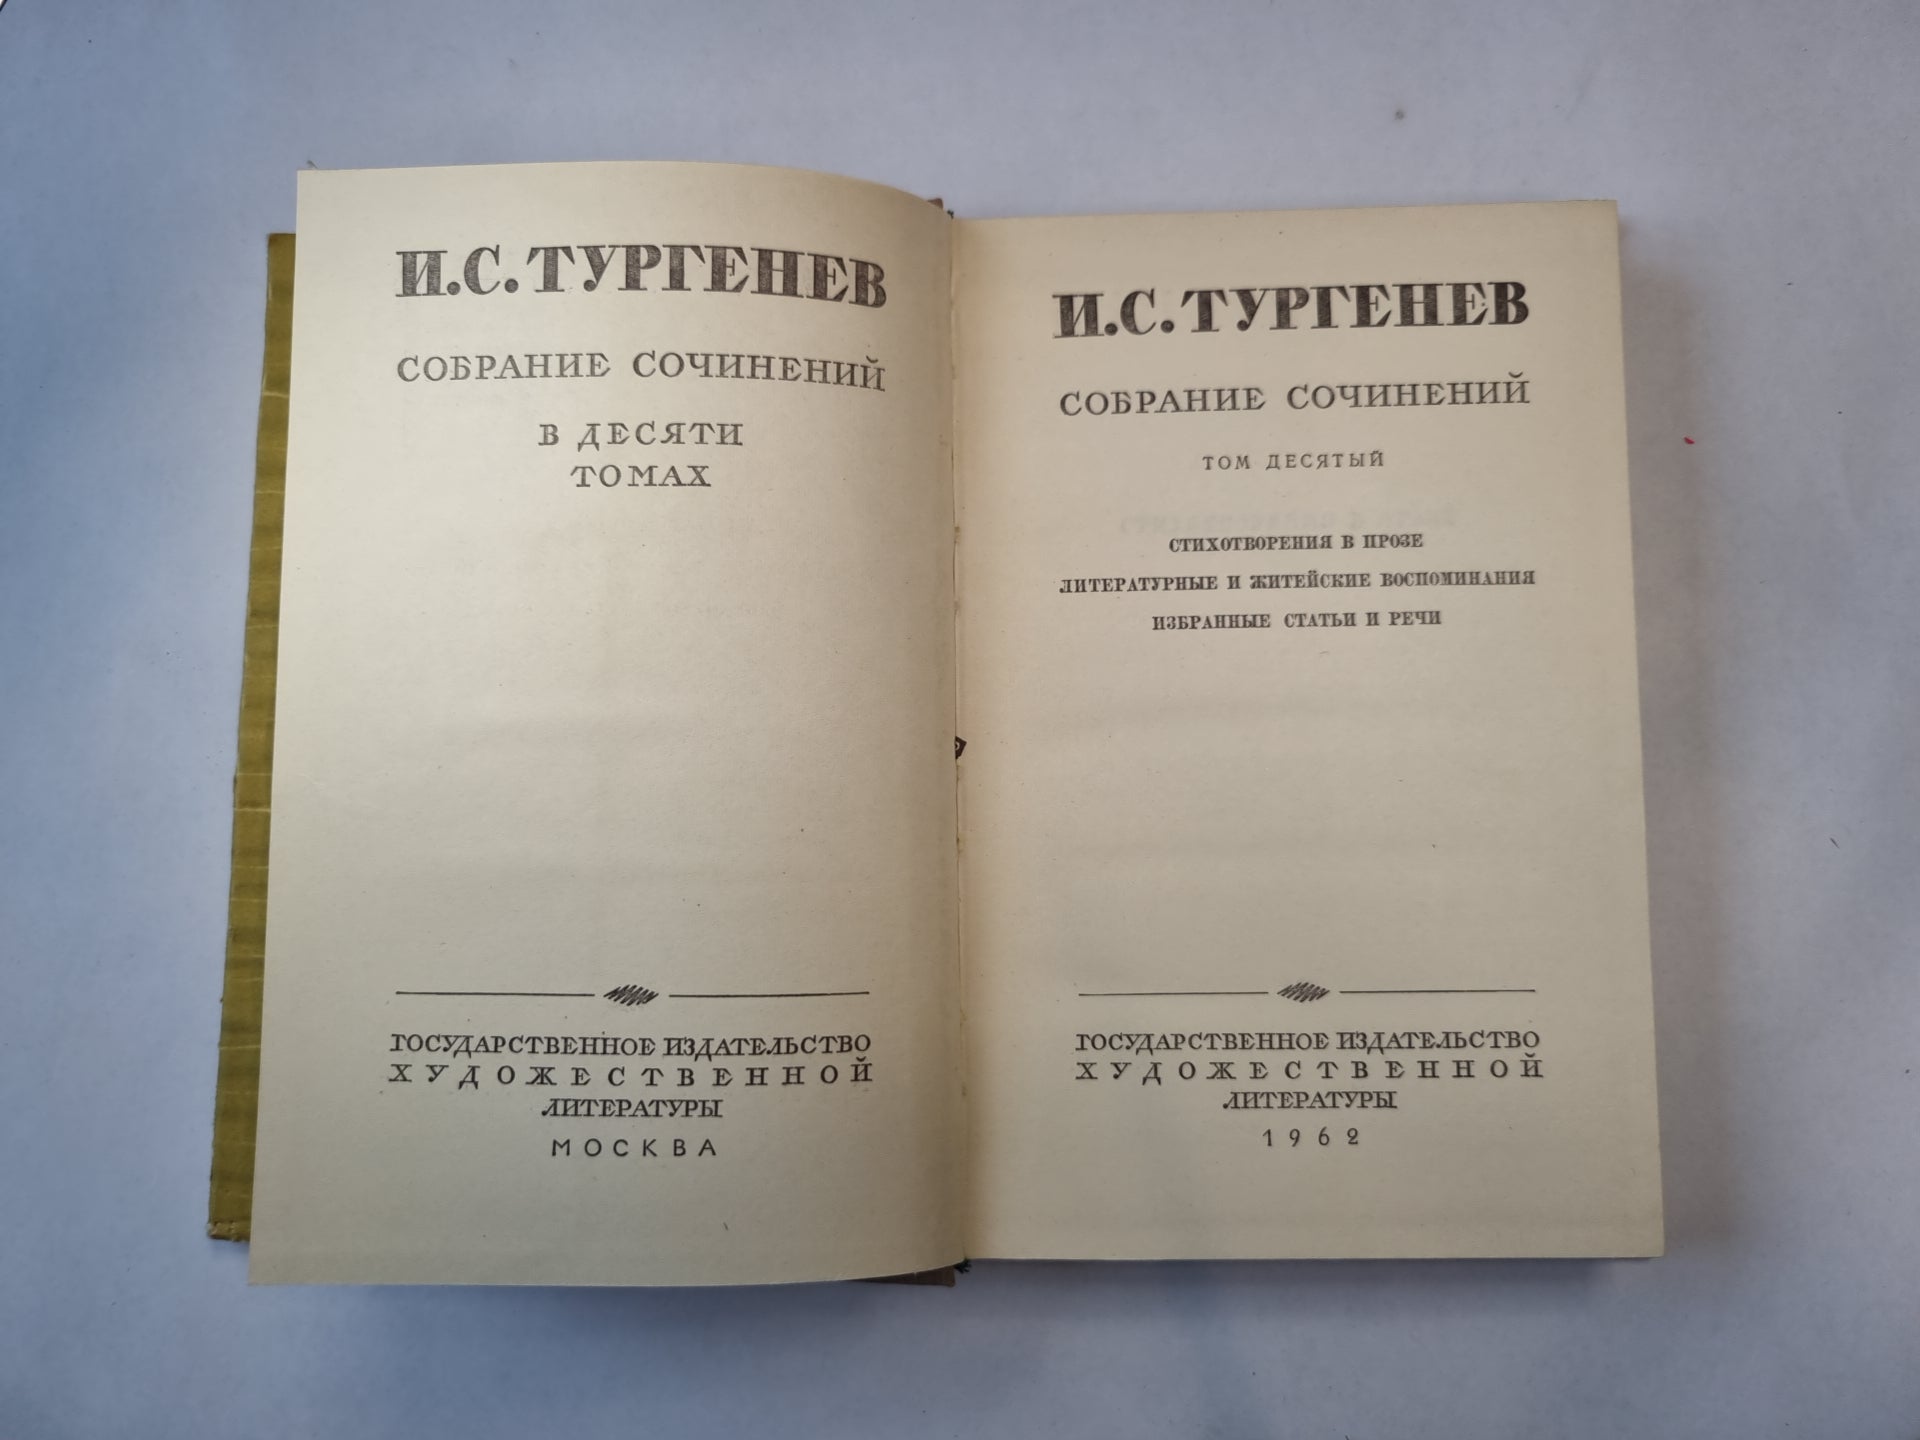 И.С.ТУРГЕНЕВ
СОБРАНИЕ СОЧИНЕНИЙ
В ДЕСЯТИ
ТОМАХ
ГОСУДАРСТВЕННОЕ ИЗДАТЕЛЬСТВО
ХУДОЖЕСТВЕННОЙ
ЛИТЕРАТУРЫ
МОСКВА
И.С.ТУРГЕНЕВ
СОБРАНИЕ СОЧИНЕНИЙ
ТОМ ДЕСЯТЫЙ
СТИХОТВОРЕНИЯ В ПРОЗЕ
ЛИТЕРАТУРНЫЕ И ЖИТЕЙСКИЕ ВОСПОМИНАНИЯ
ИЗБРАННЫЕ СТАТЬИ И РЕЧИ
ГОСУДАРСТВЕННОЕ ИЗДАТЕЛЬСТВО
ХУДОЖЕСТВЕННОЙ
ЛИТЕРАТУРЫ
1962